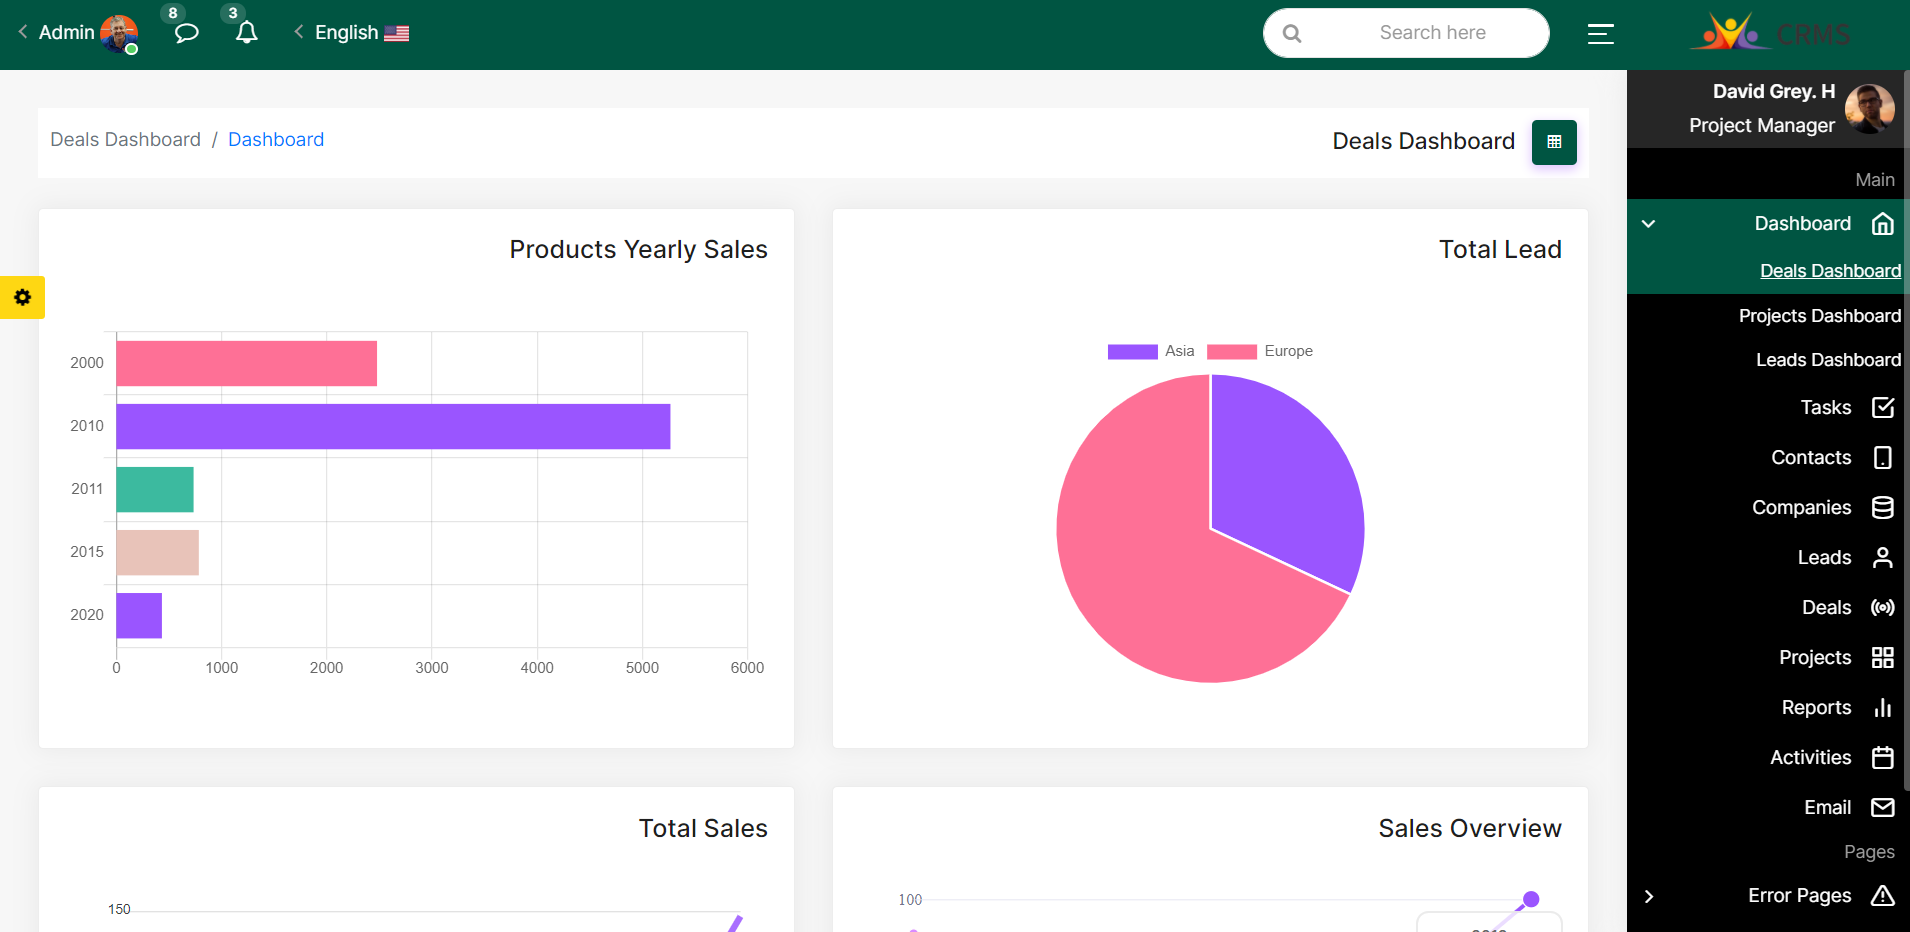 Admin
8
3
English
Search here
CRMS
David Grey. H
Project Manager
Deals Dashboard / Dashboard
Deals Dashboard
Main
Dashboard
Deals Dashboard
Projects Dashboard
Leads Dashboard
Tasks
Contacts
Companies
Leads
Deals
Projects
Reports
Activities
Email
Pages
Error Pages
Products Yearly Sales
2000
2010
2011
2015
2020
0 1000 2000 3000 4000 5000 6000
Total Lead
Asia Europe
Total Sales
150
Sales Overview
100